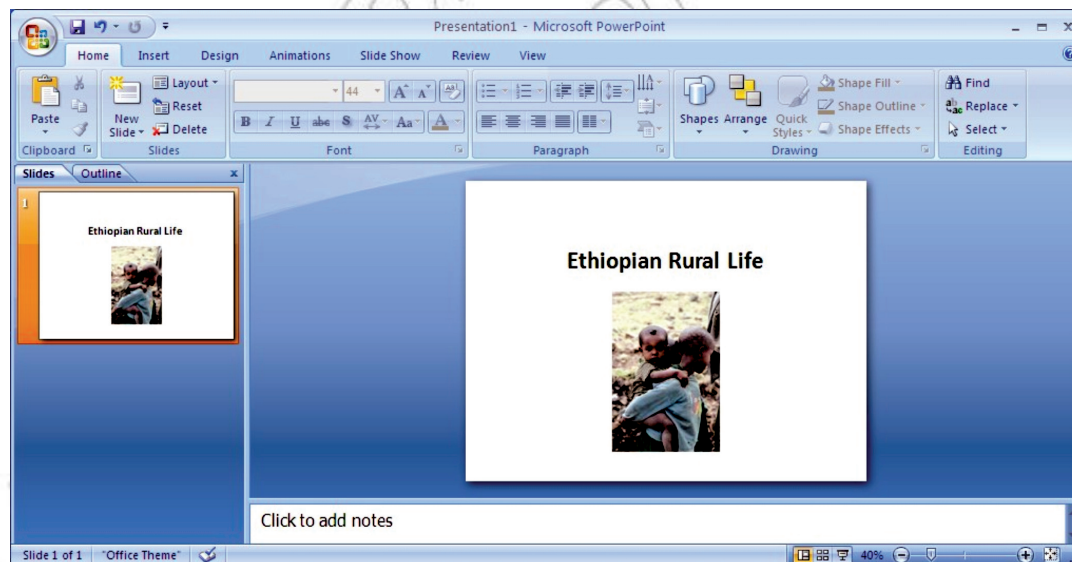 Presentation1 - Microsoft PowerPoint
Home Insert Design Animations Slide Show Review View
Paste
Clipboard
New Slide
Layout
Reset
Delete
Slides
44
B I U abe S AV Aa A
Font
Paragraph
Shapes Arrange Quick Styles
Shape Fill
Shape Outline
Shape Effects
Drawing
Find
Replace
Select
Editing
Slides Outline x
1
Ethiopian Rural Life
Ethiopian Rural Life
Click to add notes
Slide 1 of 1 "Office Theme" 40%